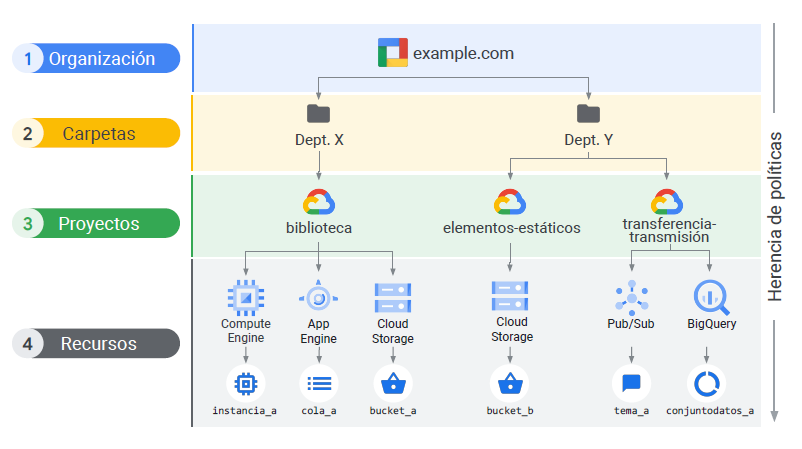 1 Organización
example.com
2 Carpetas
Dept. X
Dept. Y
3 Proyectos
biblioteca
elementos-estáticos
transferencia-
transmisión
4 Recursos
Compute
Engine
App
Engine
Cloud
Storage
Cloud
Storage
Pub/Sub
BigQuery
instancia_a
cola_a
bucket_a
bucket_b
tema_a
conjuntodatos_a
Herencia de políticas